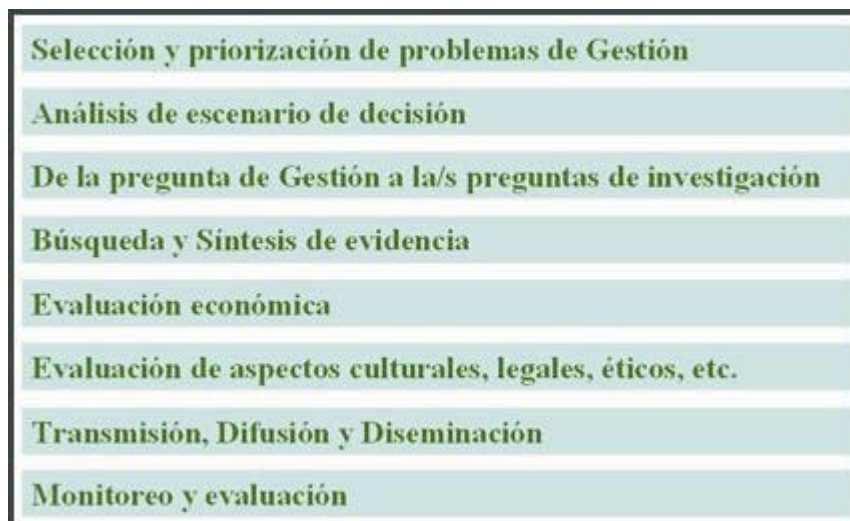 Selección y priorización de problemas de Gestión
Análisis de escenario de decisión
De la pregunta de Gestión a la/s preguntas de investigación
Búsqueda y Síntesis de evidencia
Evaluación económica
Evaluación de aspectos culturales, legales, éticos, etc.
Transmisión, Difusión y Diseminación
Monitoreo y evaluación